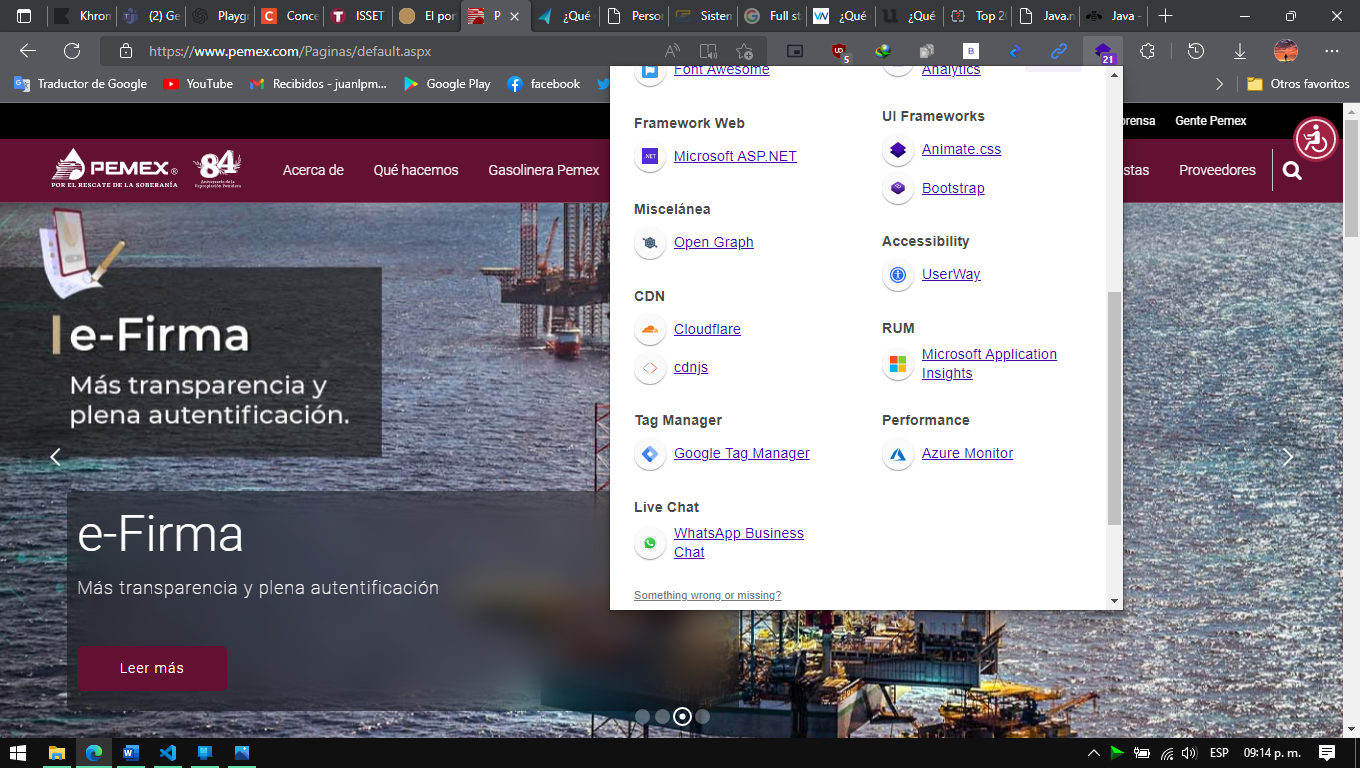 Khron
(2) Ge
Playgr
Conce
ISSET
El por
P
¿Qué
Persor
Sistem
Full st
¿Qué
¿Qué
Top 20
Java.n
Java -
https://www.pemex.com/Paginas/default.aspx
5
21
Traductor de Google
YouTube
Recibidos - juanlpm...
Google Play
facebook
Otros favoritos
Font Awesome
Analytics
Framework Web
Microsoft ASP.NET
Miscelánea
Open Graph
CDN
Cloudflare
cdnjs
Tag Manager
Google Tag Manager
Live Chat
WhatsApp Business
Chat
Something wrong or missing?
UI Frameworks
Animate.css
Bootstrap
Accessibility
UserWay
RUM
Microsoft Application
Insights
Performance
Azure Monitor
prensa
Gente Pemex
PEMEX®
POR EL RESCATE DE LA SOBERANÍA
84
Acerca de
Qué hacemos
Gasolinera Pemex
stas
Proveedores
e-Firma
Más transparencia y
plena autentificación.
e-Firma
Más transparencia y plena autentificación
Leer más
ESP
09:14 p. m.